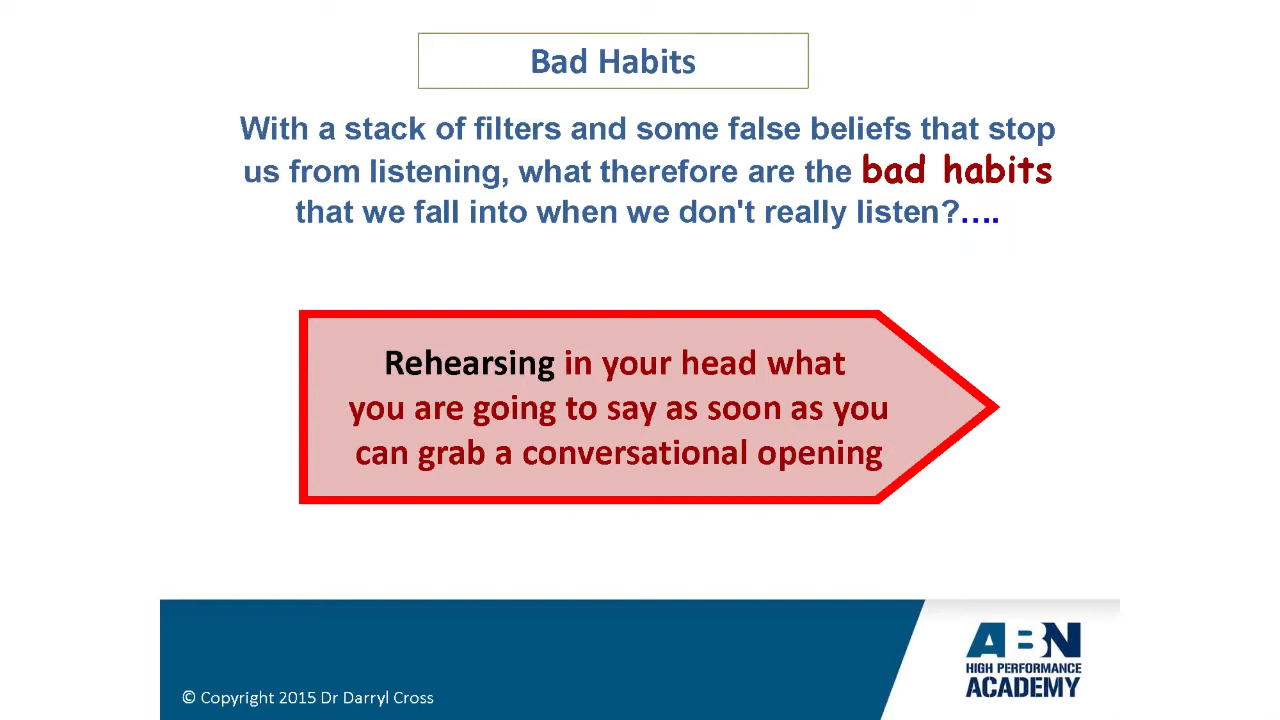 Bad Habits
With a stack of filters and some false beliefs that stop
us from listening, what therefore are the bad habits
that we fall into when we don't really listen?….
Rehearsing in your head what
you are going to say as soon as you
can grab a conversational opening
© Copyright 2015 Dr Darryl Cross
ABN
HIGH PERFORMANCE
ACADEMY